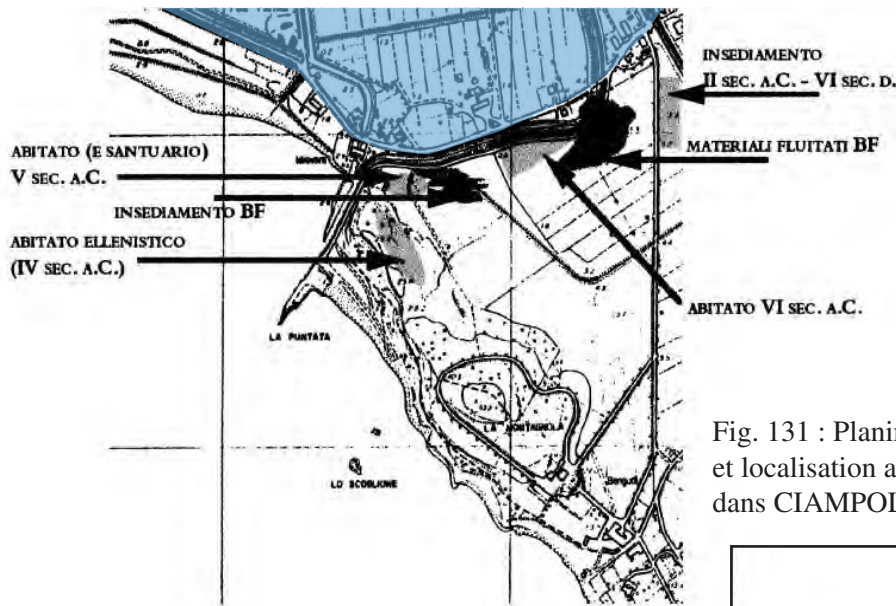 INSEDIAMENTO
II SEC. A.C. - VI SEC. D.
MATERIALI FLUITATI BF
ABITATO (E SANTUARIO)
V SEC. A.C.
INSEDIAMENTO BF
ABITATO ELLENISTICO
(IV SEC. A.C.)
ABITATO VI SEC. A.C.
LA PUNTATA
LA MONTAGNOLA
LO SCOGLIONE
Fig. 131 : Planir
et localisation a
dans CIAMPOL